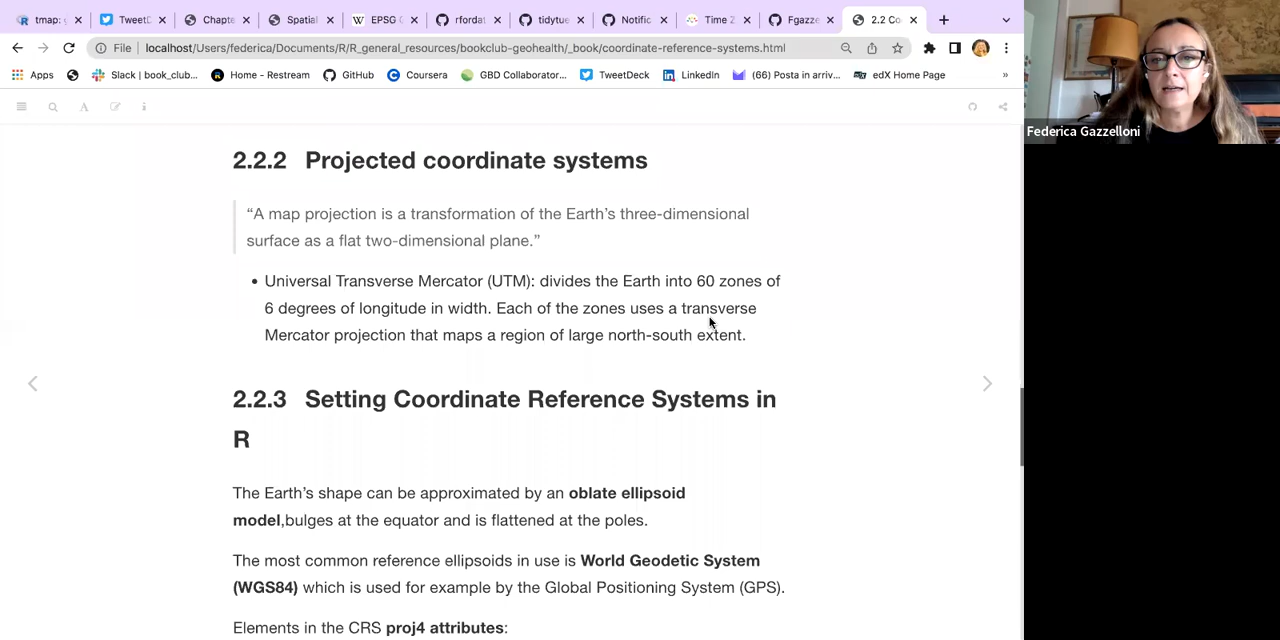 tmap: g
TweetD
Chapte
Spatial
EPSG G
rfordat
tidytue
Notific
Time Z
Fgazze
2.2 Co
File
localhost/Users/federica/Documents/R/R_general_resources/bookclub-geohealth/_book/coordinate-reference-systems.html
Apps
Slack | book_club...
Home - Restream
GitHub
Coursera
GBD Collaborator...
TweetDeck
LinkedIn
(66) Posta in arriv...
edX Home Page
»
Federica Gazzelloni
2.2.2 Projected coordinate systems
“A map projection is a transformation of the Earth’s three-dimensional
surface as a flat two-dimensional plane.”
• Universal Transverse Mercator (UTM): divides the Earth into 60 zones of
6 degrees of longitude in width. Each of the zones uses a transverse
Mercator projection that maps a region of large north-south extent.
2.2.3 Setting Coordinate Reference Systems in
R
The Earth’s shape can be approximated by an oblate ellipsoid
model,bulges at the equator and is flattened at the poles.
The most common reference ellipsoids in use is World Geodetic System
(WGS84) which is used for example by the Global Positioning System (GPS).
Elements in the CRS proj4 attributes: